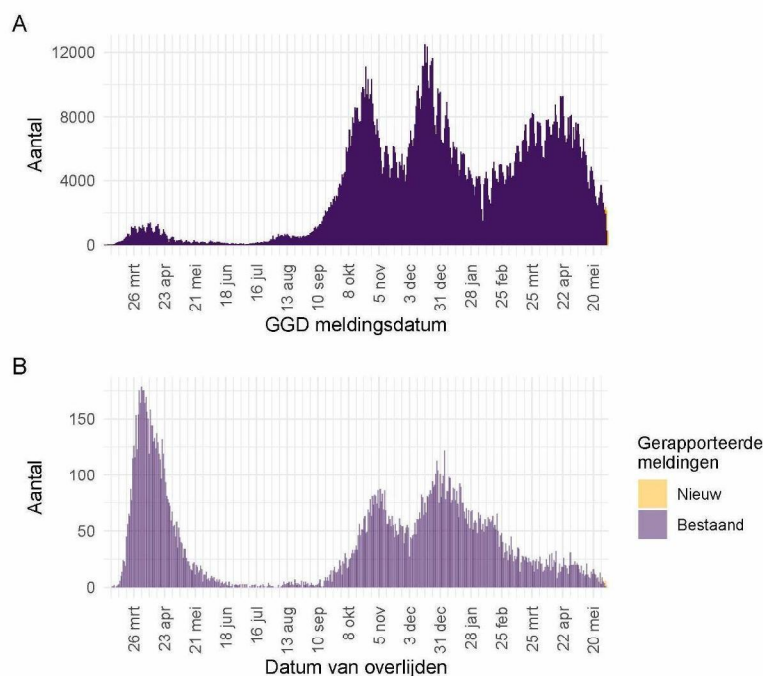 A
Aantal
12000
8000
4000
0
26 mrt
23 apr
21 mei
18 jun
16 jul
13 aug
10 sep
8 okt
5 nov
3 dec
31 dec
28 jan
25 feb
25 mrt
22 apr
20 mei
GGD meldingsdatum
B
Aantal
150
100
50
0
26 mrt
23 apr
21 mei
18 jun
16 jul
13 aug
10 sep
8 okt
5 nov
3 dec
31 dec
28 jan
25 feb
25 mrt
22 apr
20 mei
Datum van overlijden
Gerapporteerde
meldingen
Nieuw
Bestaand